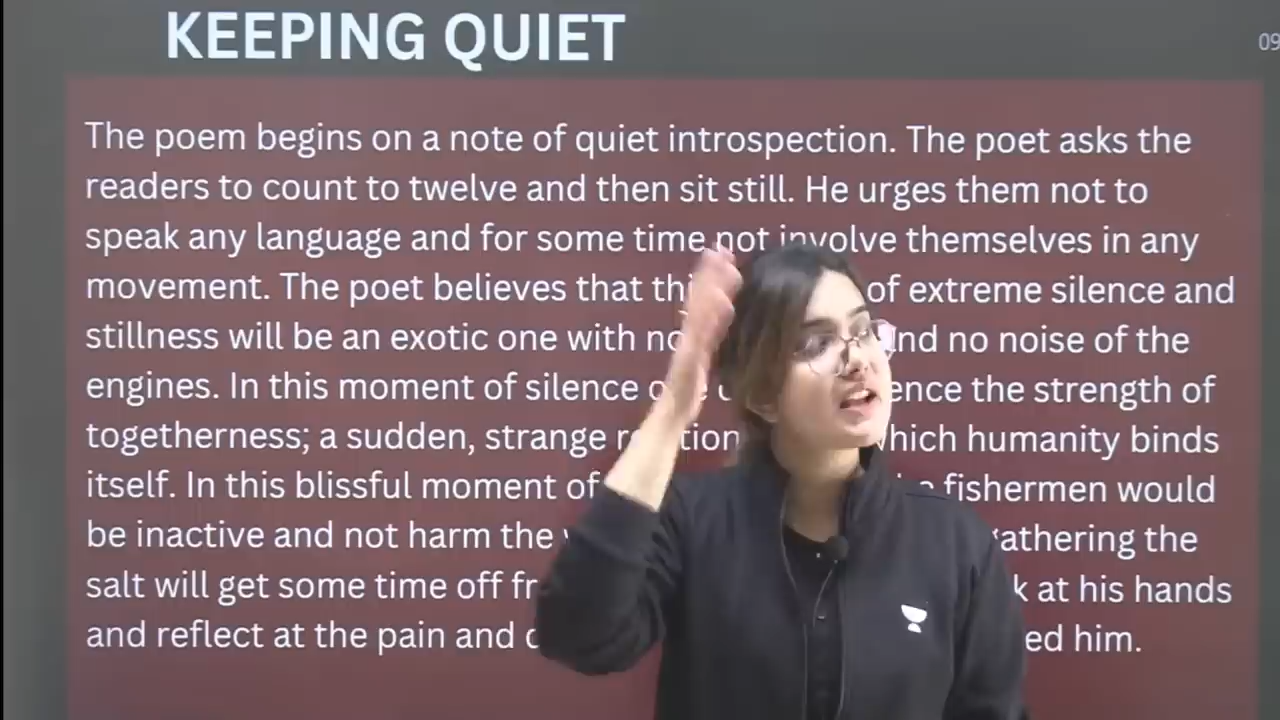 KEEPING QUIET
09
The poem begins on a note of quiet introspection. The poet asks the
readers to count to twelve and then sit still. He urges them not to
speak any language and for some time not involve themselves in any
movement. The poet believes that of extreme silence and
stillness will be an exotic one with and no noise of the
engines. In this moment of silence the strength of
togetherness; a sudden, strange which humanity binds
itself. In this blissful moment of fishermen would
be inactive and not harm the gathering the
salt will get some time off at his hands
and reflect at the pain and him.